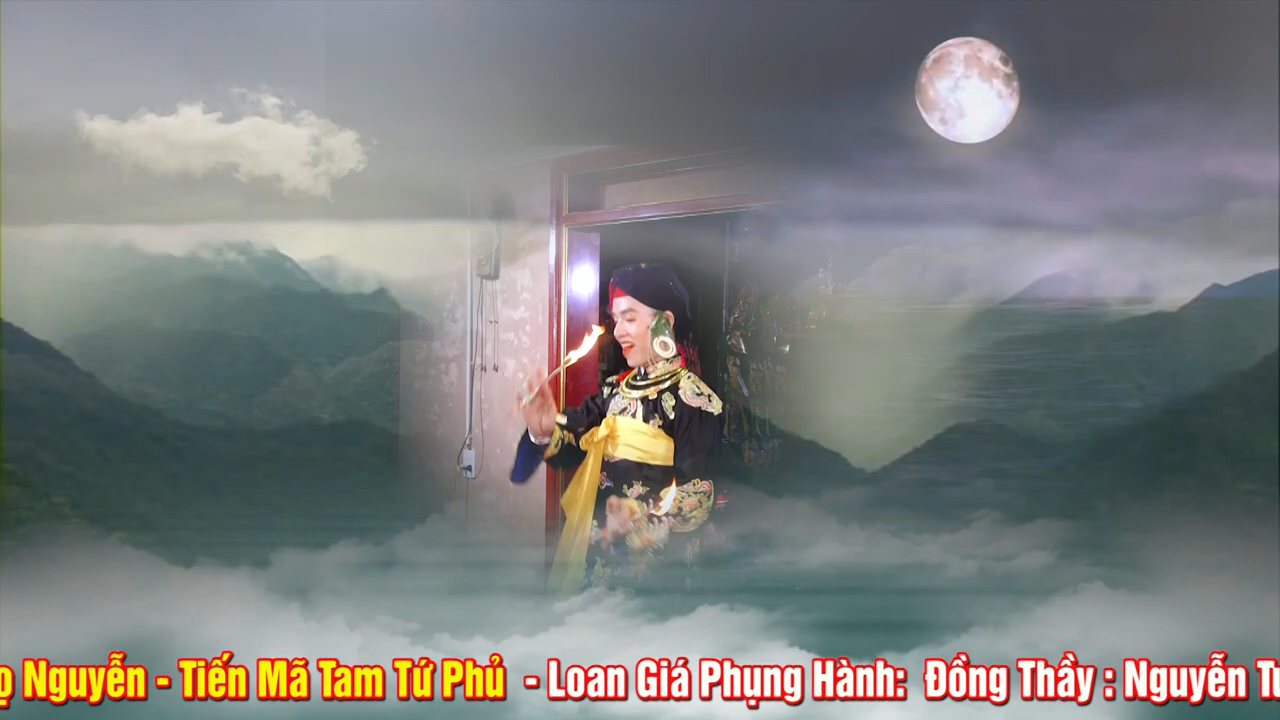 ọ Nguyễn - Tiến Mã Tam Tứ Phủ - Loan Giá Phụng Hành: Đồng Thầy : Nguyễn